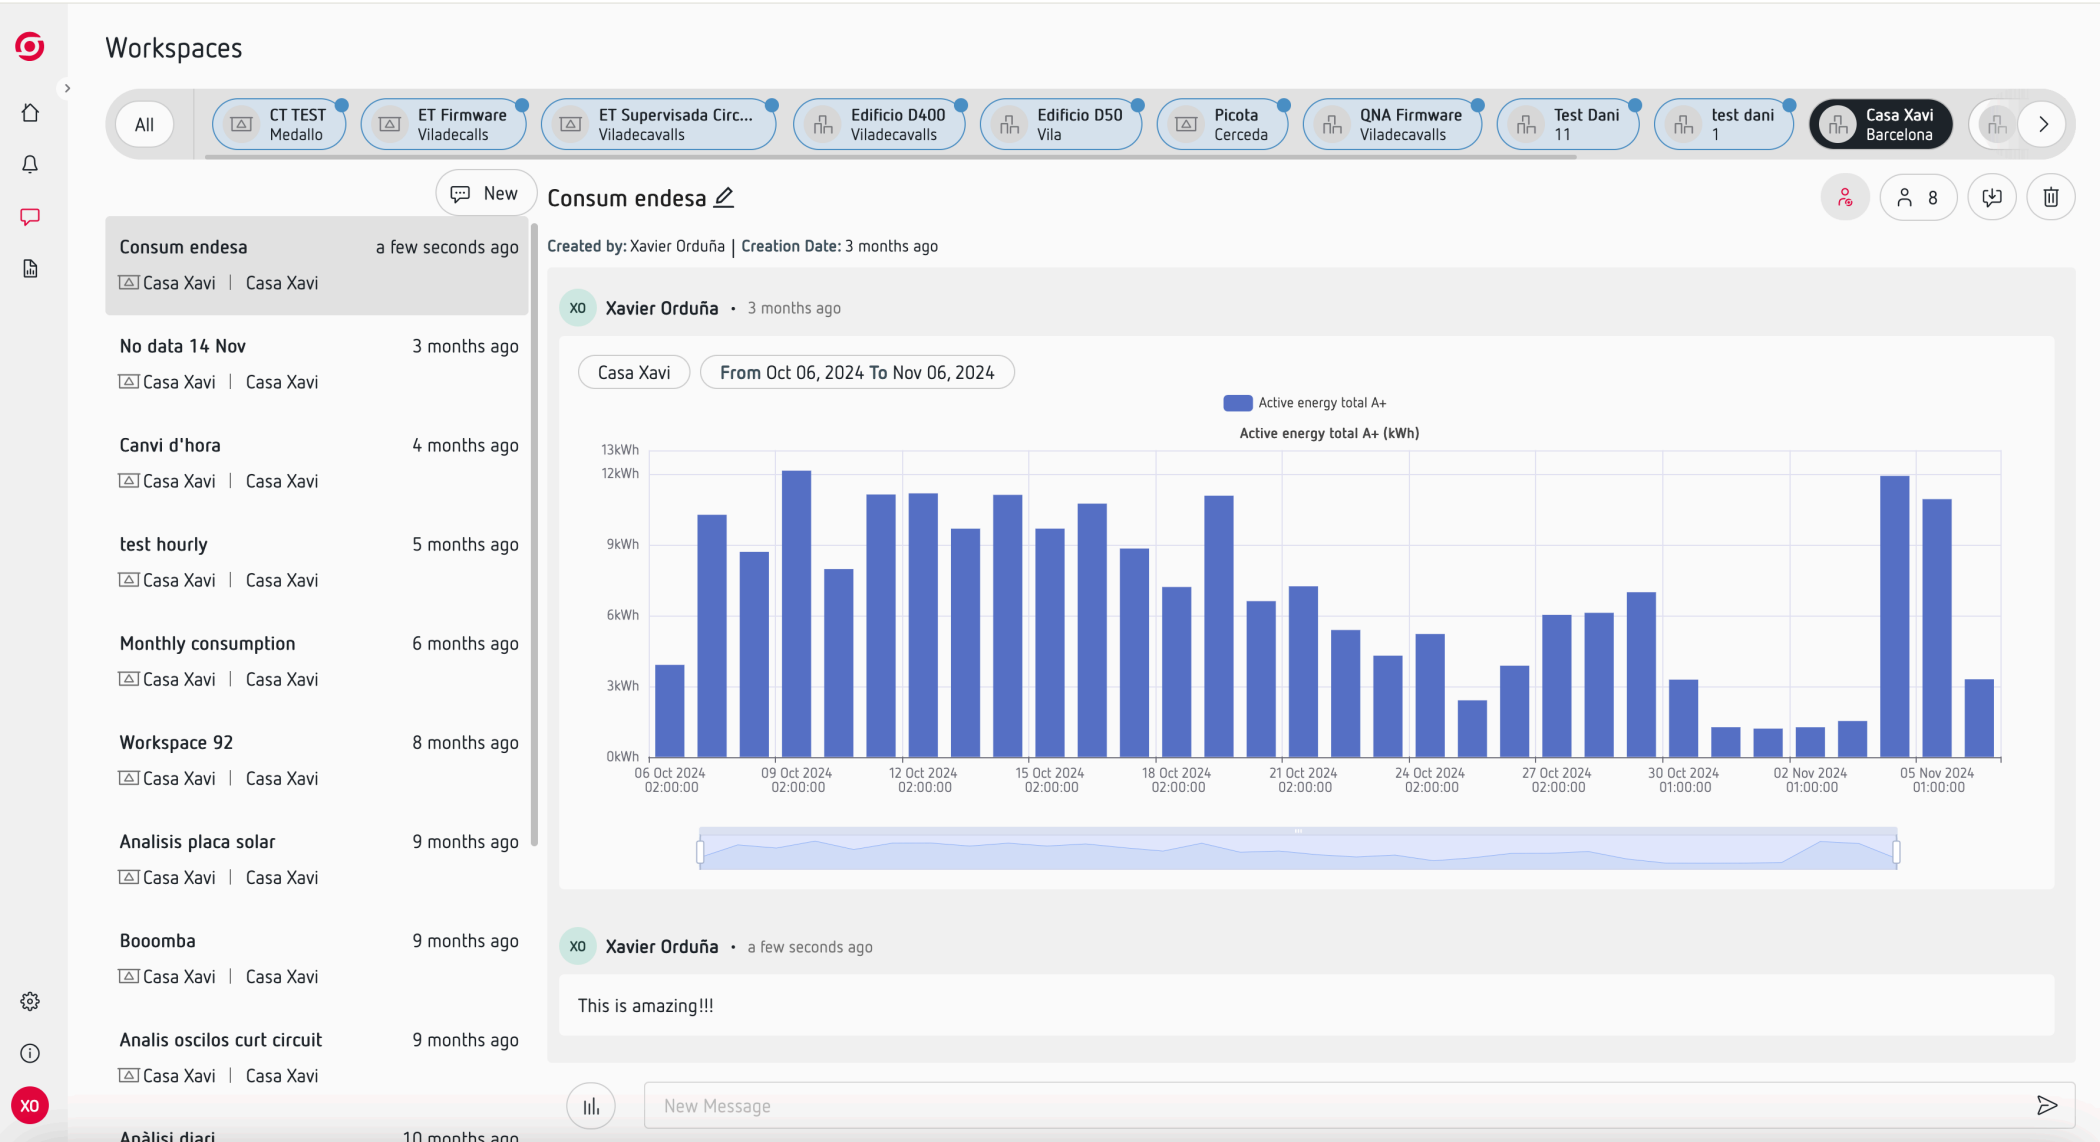 Workspaces
All
CT TEST
Medallo
ET Firmware
Viladecalls
ET Supervisada Circ...
Viladecavalls
Edificio D400
Viladecavalls
Edificio D50
Vila
Picota
Cerceda
QNA Firmware
Viladecavalls
Test Dani
11
test dani
1
Casa Xavi
Barcelona
New
Consum endesa
a few seconds ago
Casa Xavi | Casa Xavi
No data 14 Nov
3 months ago
Casa Xavi | Casa Xavi
Canvi d'hora
4 months ago
Casa Xavi | Casa Xavi
test hourly
5 months ago
Casa Xavi | Casa Xavi
Monthly consumption
6 months ago
Casa Xavi | Casa Xavi
Workspace 92
8 months ago
Casa Xavi | Casa Xavi
Analisis placa solar
9 months ago
Casa Xavi | Casa Xavi
Booomba
9 months ago
Casa Xavi | Casa Xavi
Analis oscilos curt circuit
9 months ago
Casa Xavi | Casa Xavi
Anàlisi diari
10 months ago
XO
Consum endesa
8
Created by: Xavier Orduña | Creation Date: 3 months ago
XO Xavier Orduña • 3 months ago
Casa Xavi
From Oct 06, 2024 To Nov 06, 2024
Active energy total A+
Active energy total A+ (kWh)
13kWh
12kWh
9kWh
6kWh
3kWh
0kWh
06 Oct 2024
02:00:00
09 Oct 2024
02:00:00
12 Oct 2024
02:00:00
15 Oct 2024
02:00:00
18 Oct 2024
02:00:00
21 Oct 2024
02:00:00
24 Oct 2024
02:00:00
27 Oct 2024
02:00:00
30 Oct 2024
01:00:00
02 Nov 2024
01:00:00
05 Nov 2024
01:00:00
XO Xavier Orduña • a few seconds ago
This is amazing!!!
New Message